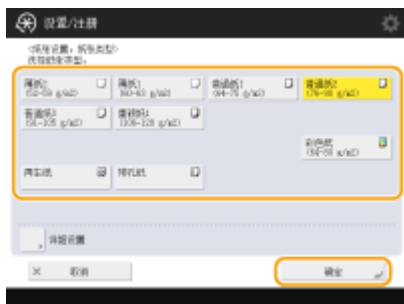 设置/注册
<纸张设置：纸张类型>
选择纸张类型。
薄纸2
(52-59 g/m2)
薄纸1
(60-63 g/m2)
普通纸1
(64-75 g/m2)
普通纸2
(76-90 g/m2)
普通纸3
(91-105 g/m2)
重磅纸1
(106-128 g/m2)
彩色纸
(64-80 g/m2)
再生纸
预打孔纸
详细设置
取消
确定